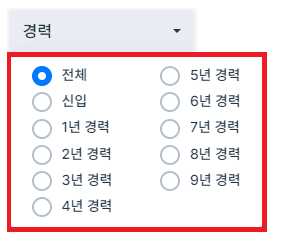 경력
전체
신입
1년 경력
2년 경력
3년 경력
4년 경력
5년 경력
6년 경력
7년 경력
8년 경력
9년 경력